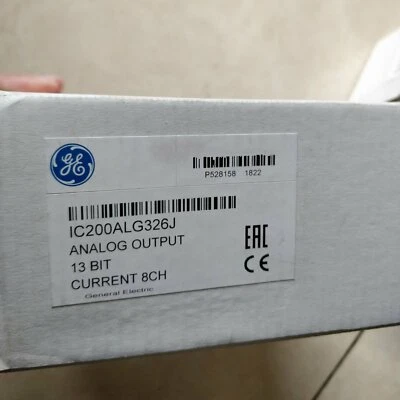 GE
P528158 1822
IC200ALG326J
ANALOG OUTPUT
13 BIT
CURRENT 8CH
General Electric
EAC
CE